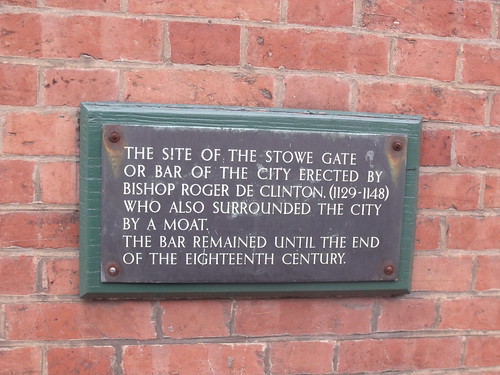 THE SITE OF THE STOWE GATE
OR BAR OF THE CITY ERECTED BY
BISHOP ROGER DE CLINTON, (1129-1148)
WHO ALSO SURROUNDED THE CITY
BY A MOAT.
THE BAR REMAINED UNTIL THE END
OF THE EIGHTEENTH CENTURY.